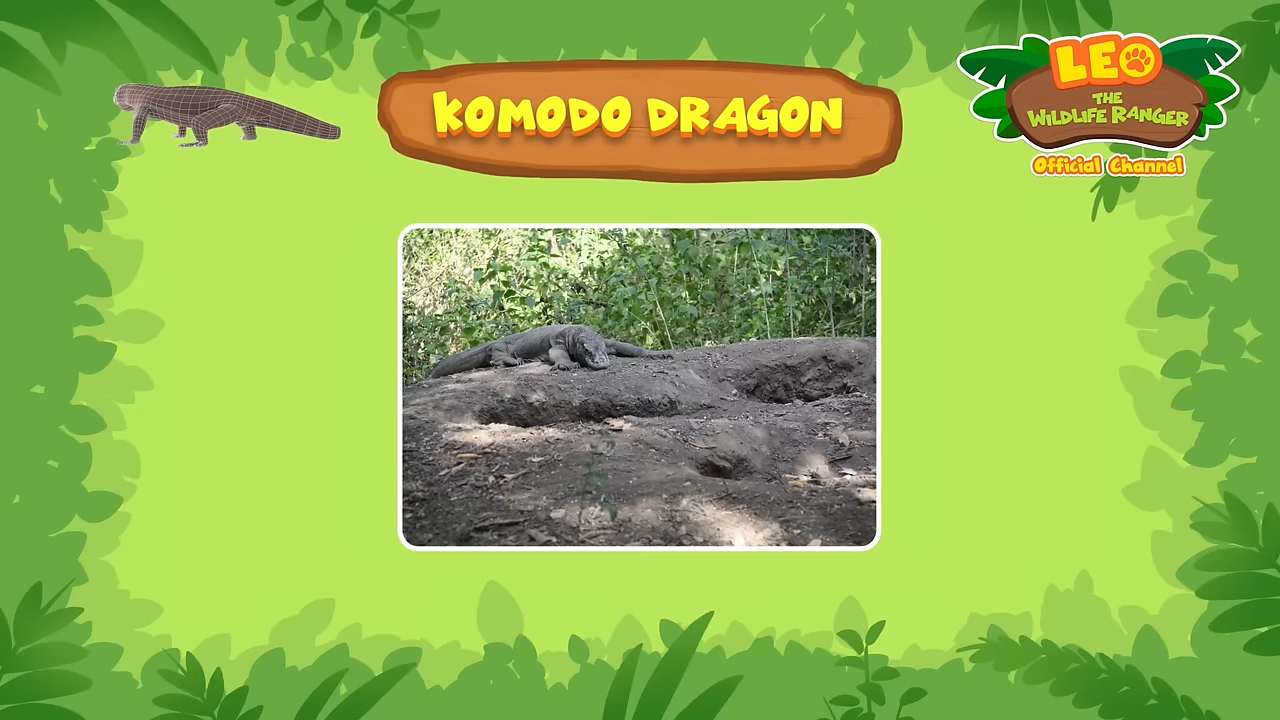 KOMODO DRAGON
LEO
THE
WILDLIFE RANGER
Official Channel